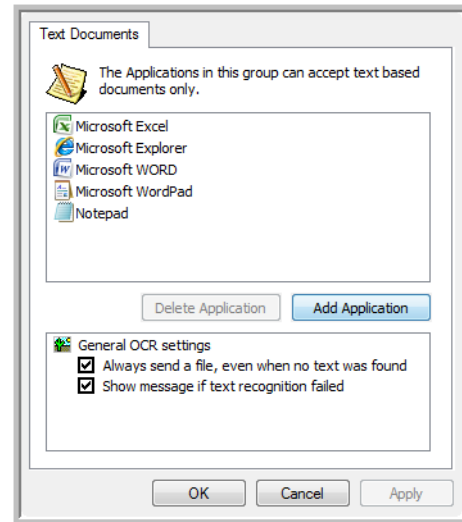 Text Documents
The Applications in this group can accept text based
documents only.
Microsoft Excel
Microsoft Explorer
Microsoft WORD
Microsoft WordPad
Notepad
Delete Application
Add Application
General OCR settings
Always send a file, even when no text was found
Show message if text recognition failed
OK
Cancel
Apply